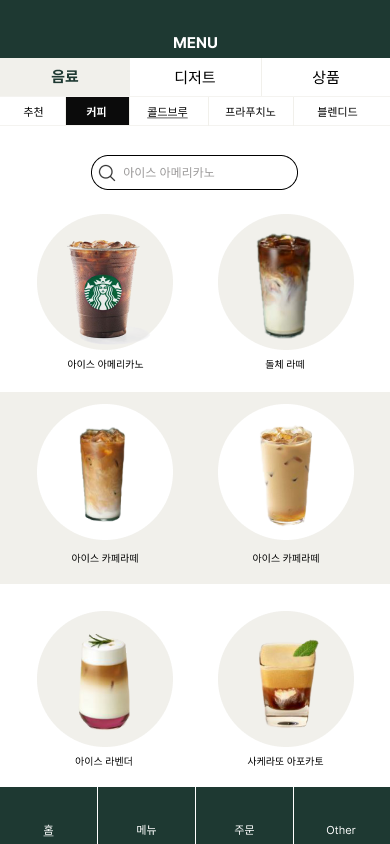 MENU
음료 디저트 상품
추천 커피 콜드브루 프라푸치노 블렌디드
아이스 아메리카노
아이스 아메리카노 돌체 라떼
아이스 카페라떼 아이스 카페라떼
아이스 라벤더 사케라또 아포카토
홈 메뉴 주문 Other